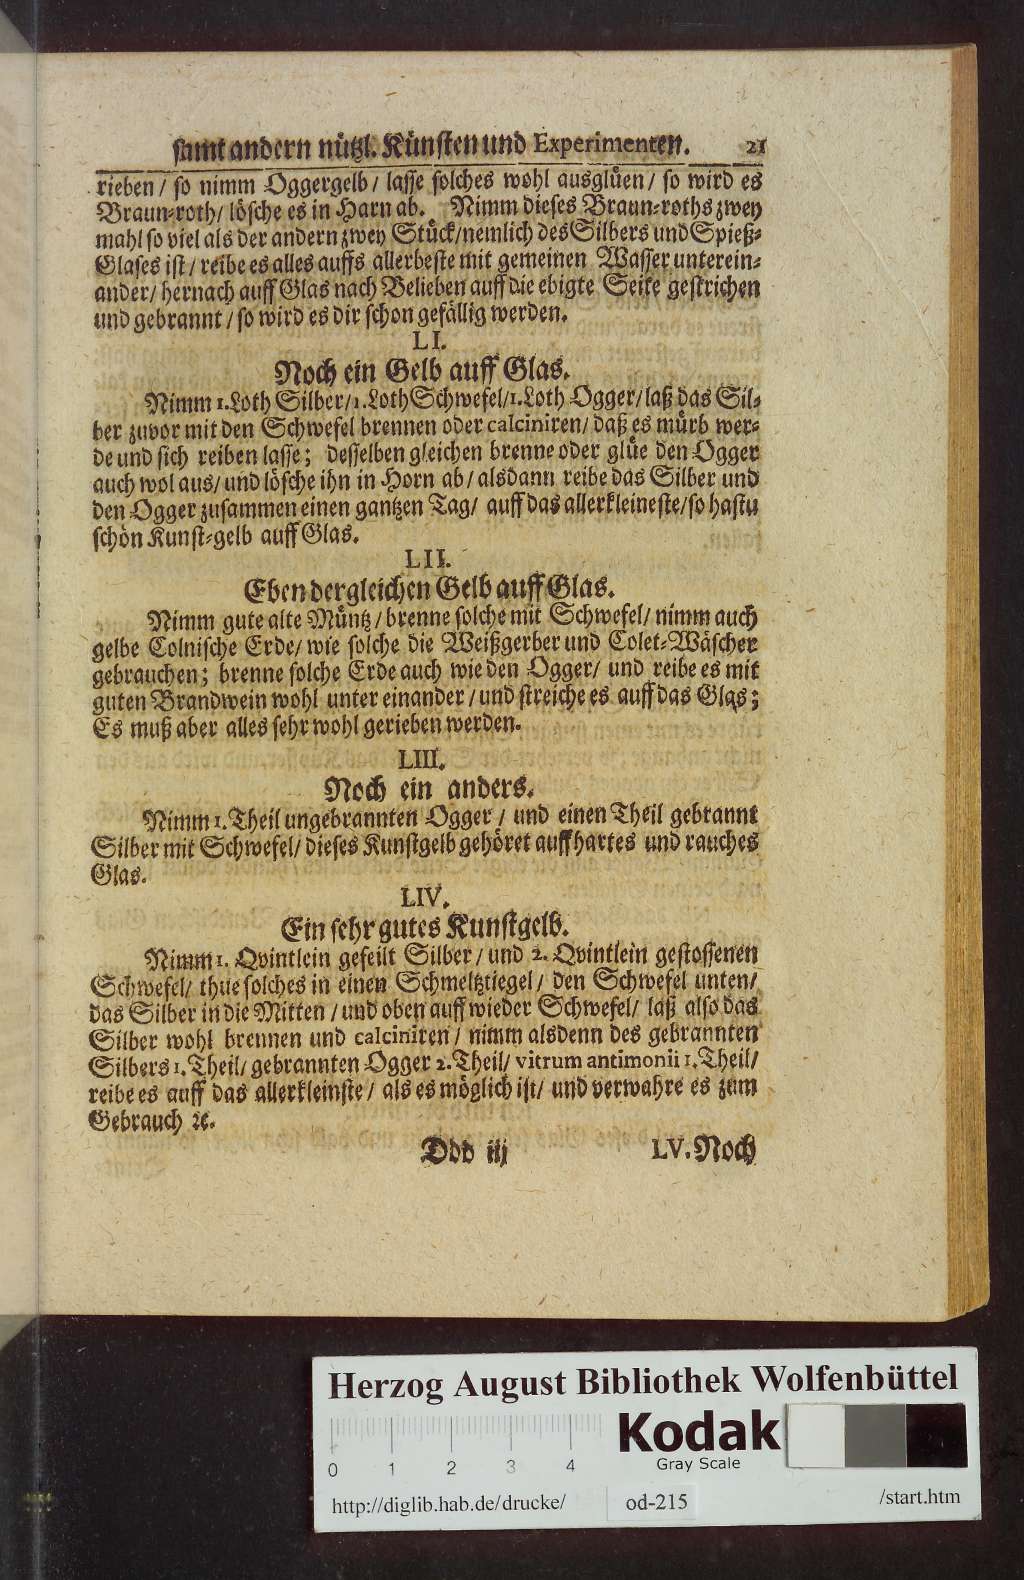 samt andern nützl. Künsten und Experimenten. 21
rieben / so nimm Oggergelb / lasse solches wohl ausglüen / so wird es
Braun-roth / lösche es in Harn ab. Nimm dieses Braun-roths zwey
mahl so viel als der andern zwey Stück / nemlich des Silbers und Spieß-
Glases ist / reibe es alles auffs allerbeste mit gemeinen Wasser unterein-
ander / hernach auff Glas nach Belieben auff die ebigte Seite gestrichen
und gebrannt / so wird es dir schon gefällig werden.
LI.
Noch ein Gelb auff Glas.
Nimm 1. Loth Silber / 1. Loth Schwefel / 1. Loth Ogger / laß das Sil-
ber zuvor mit den Schwefel brennen oder calciniren / daß es mürb wer-
de und sich reiben lasse; desselben gleichen brenne oder glüe den Ogger
auch wol aus / und lösche ihn in Horn ab / alsdann reibe das Silber und
den Ogger zusammen einen gantzen Tag / auff das allerkleineste / so hastu
schön Kunst-gelb auff Glas.
LII.
Eben dergleichen Gelb auff Glas.
Nimm gute alte Müntz / brenne solche mit Schwefel / nimm auch
gelbe Colnische Erde / wie solche die Weißgerber und Colet-Wäscher
gebrauchen; brenne solche Erde auch wie den Ogger / und reibe es mit
guten Brandwein wohl unter einander / und streiche es auff das Glas;
Es muß aber alles sehr wohl gerieben werden.
LIII.
Noch ein anders.
Nimm 1. Theil ungebrannten Ogger / und einen Theil gebrannt
Silber mit Schwefel / dieses Kunstgelb gehöret auff hartes und rauches
Glas.
LIV.
Ein sehr gutes Kunstgelb.
Nimm 1. Qvintlein gefeilt Silber / und 2. Qvintlein gestossenen
Schwefel / thue solches in einen Schmeltztiegel / den Schwefel unten /
das Silber in die Mitten / und oben auff wieder Schwefel / laß also das
Silber wohl brennen und calciniren / nimm alsdenn des gebrannten
Silbers 1. Theil / gebrannten Ogger 2. Theil / vitrum antimonii 1. Theil /
reibe es auff das allerkleinste / als es möglich ist / und verwahre es zum
Gebrauch ꝛc.
Ddd iij LV. Noch
Herzog August Bibliothek Wolfenbüttel
Kodak
Gray Scale
0 1 2 3 4
http://diglib.hab.de/drucke/ od-215 /start.htm